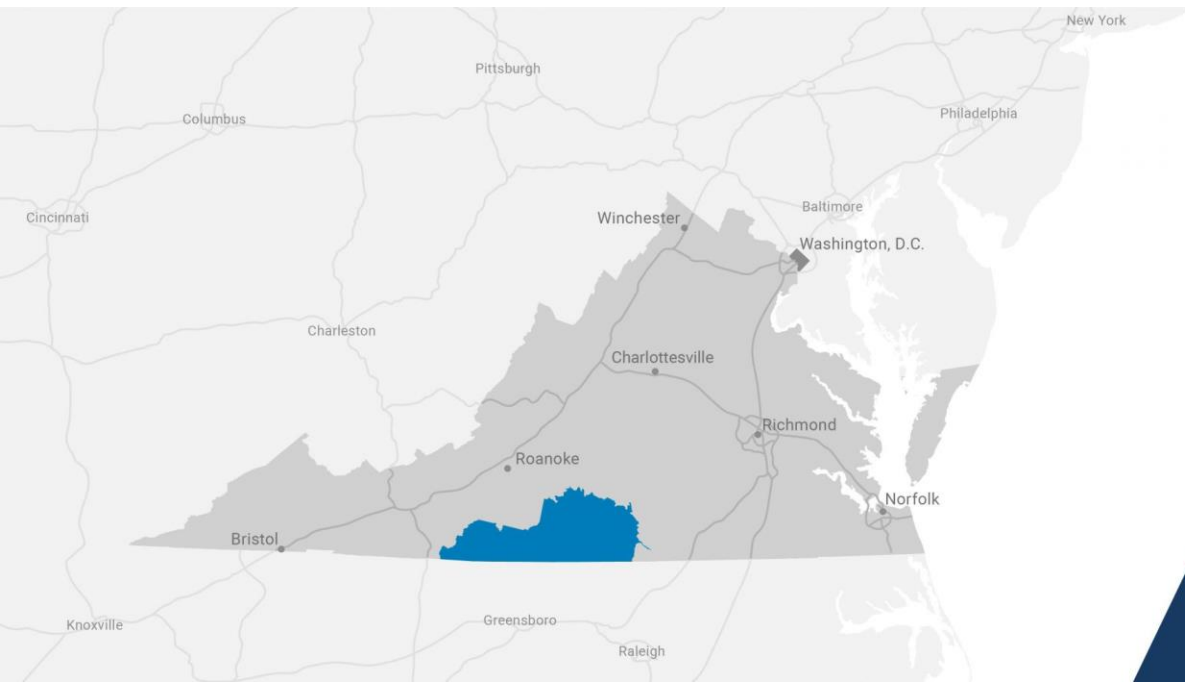 New York
Pittsburgh
Philadelphia
Columbus
Baltimore
Cincinnati
Winchester
Washington, D.C.
Charleston
Charlottesville
Richmond
Roanoke
Norfolk
Bristol
Greensboro
Knoxville
Raleigh